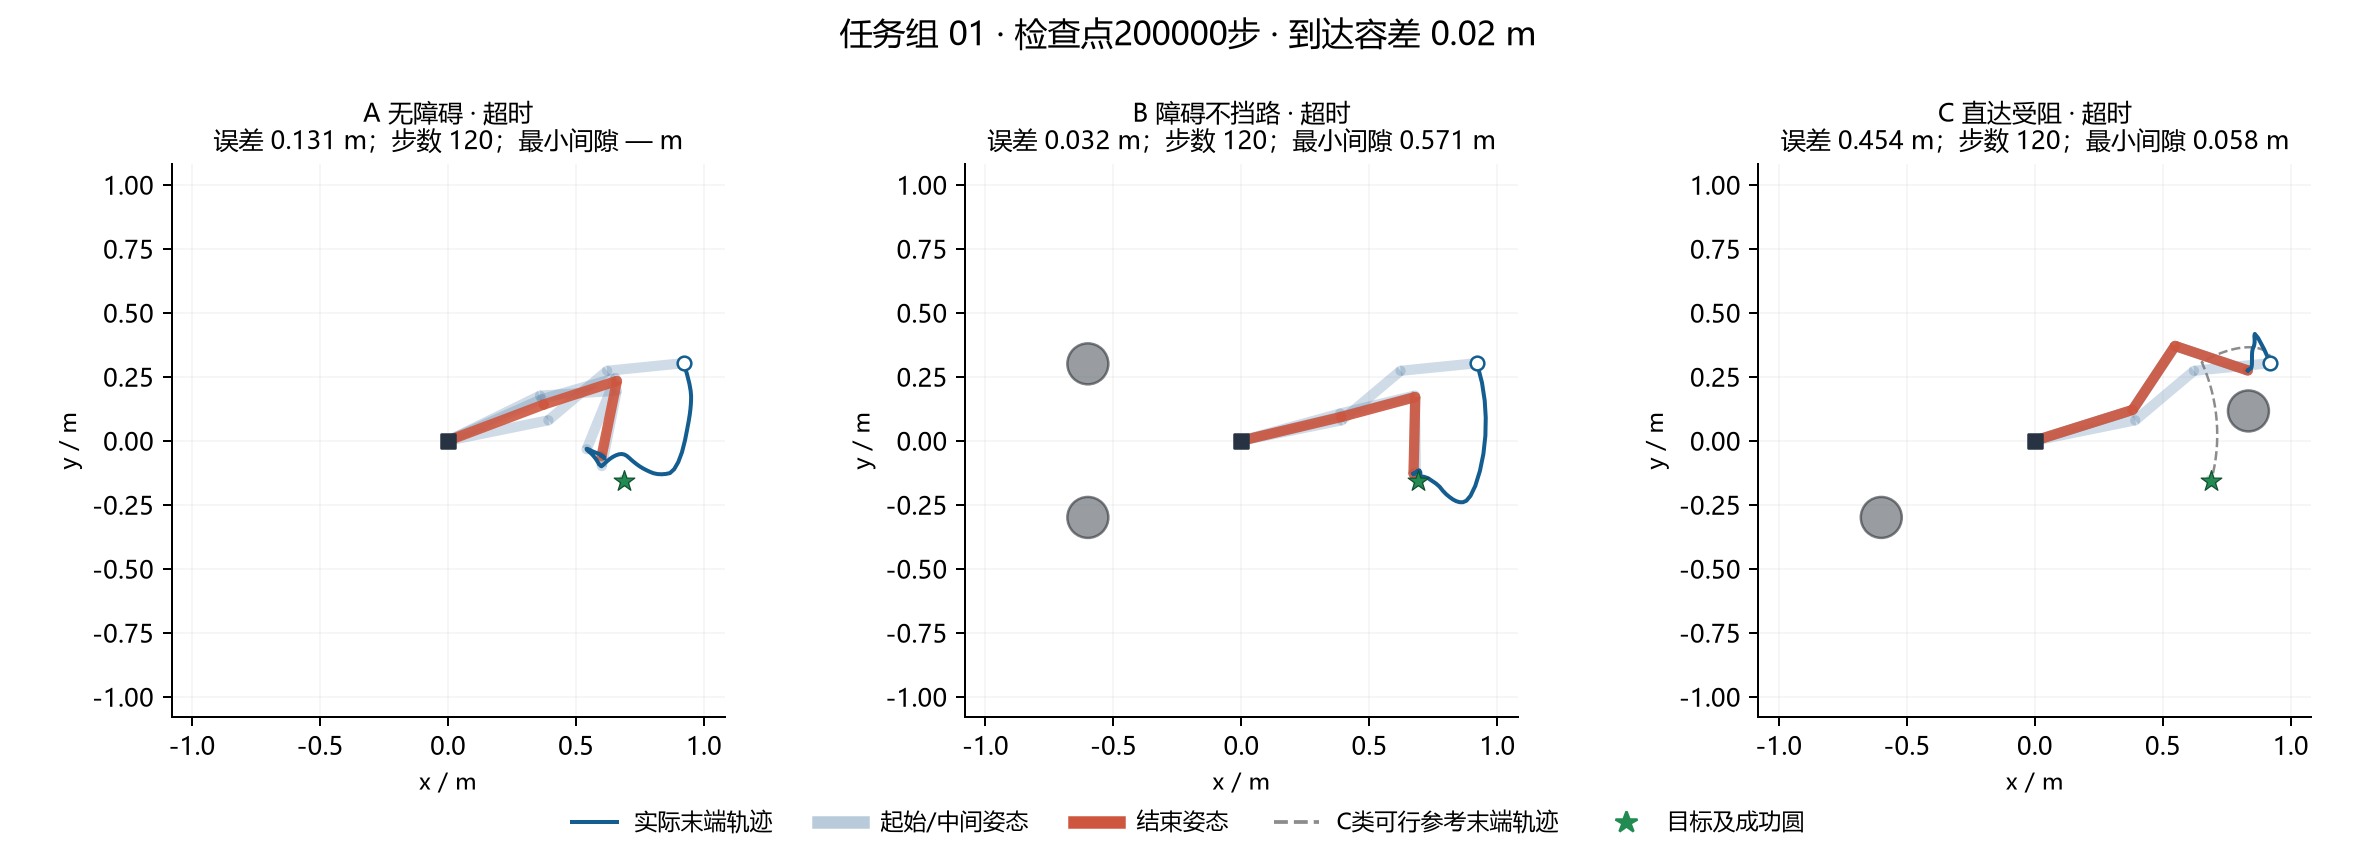 任务组 01 · 检查点200000步 · 到达容差 0.02 m
A 无障碍 · 超时
误差 0.131 m；步数 120；最小间隙 — m
1.00
0.75
0.50
0.25
0.00
-0.25
-0.50
-0.75
-1.00
y / m
-1.0
-0.5
0.0
0.5
1.0
x / m
B 障碍不挡路 · 超时
误差 0.032 m；步数 120；最小间隙 0.571 m
1.00
0.75
0.50
0.25
0.00
-0.25
-0.50
-0.75
-1.00
y / m
-1.0
-0.5
0.0
0.5
1.0
x / m
C 直达受阻 · 超时
误差 0.454 m；步数 120；最小间隙 0.058 m
1.00
0.75
0.50
0.25
0.00
-0.25
-0.50
-0.75
-1.00
y / m
-1.0
-0.5
0.0
0.5
1.0
x / m
实际末端轨迹
起始/中间姿态
结束姿态
C类可行参考末端轨迹
目标及成功圆